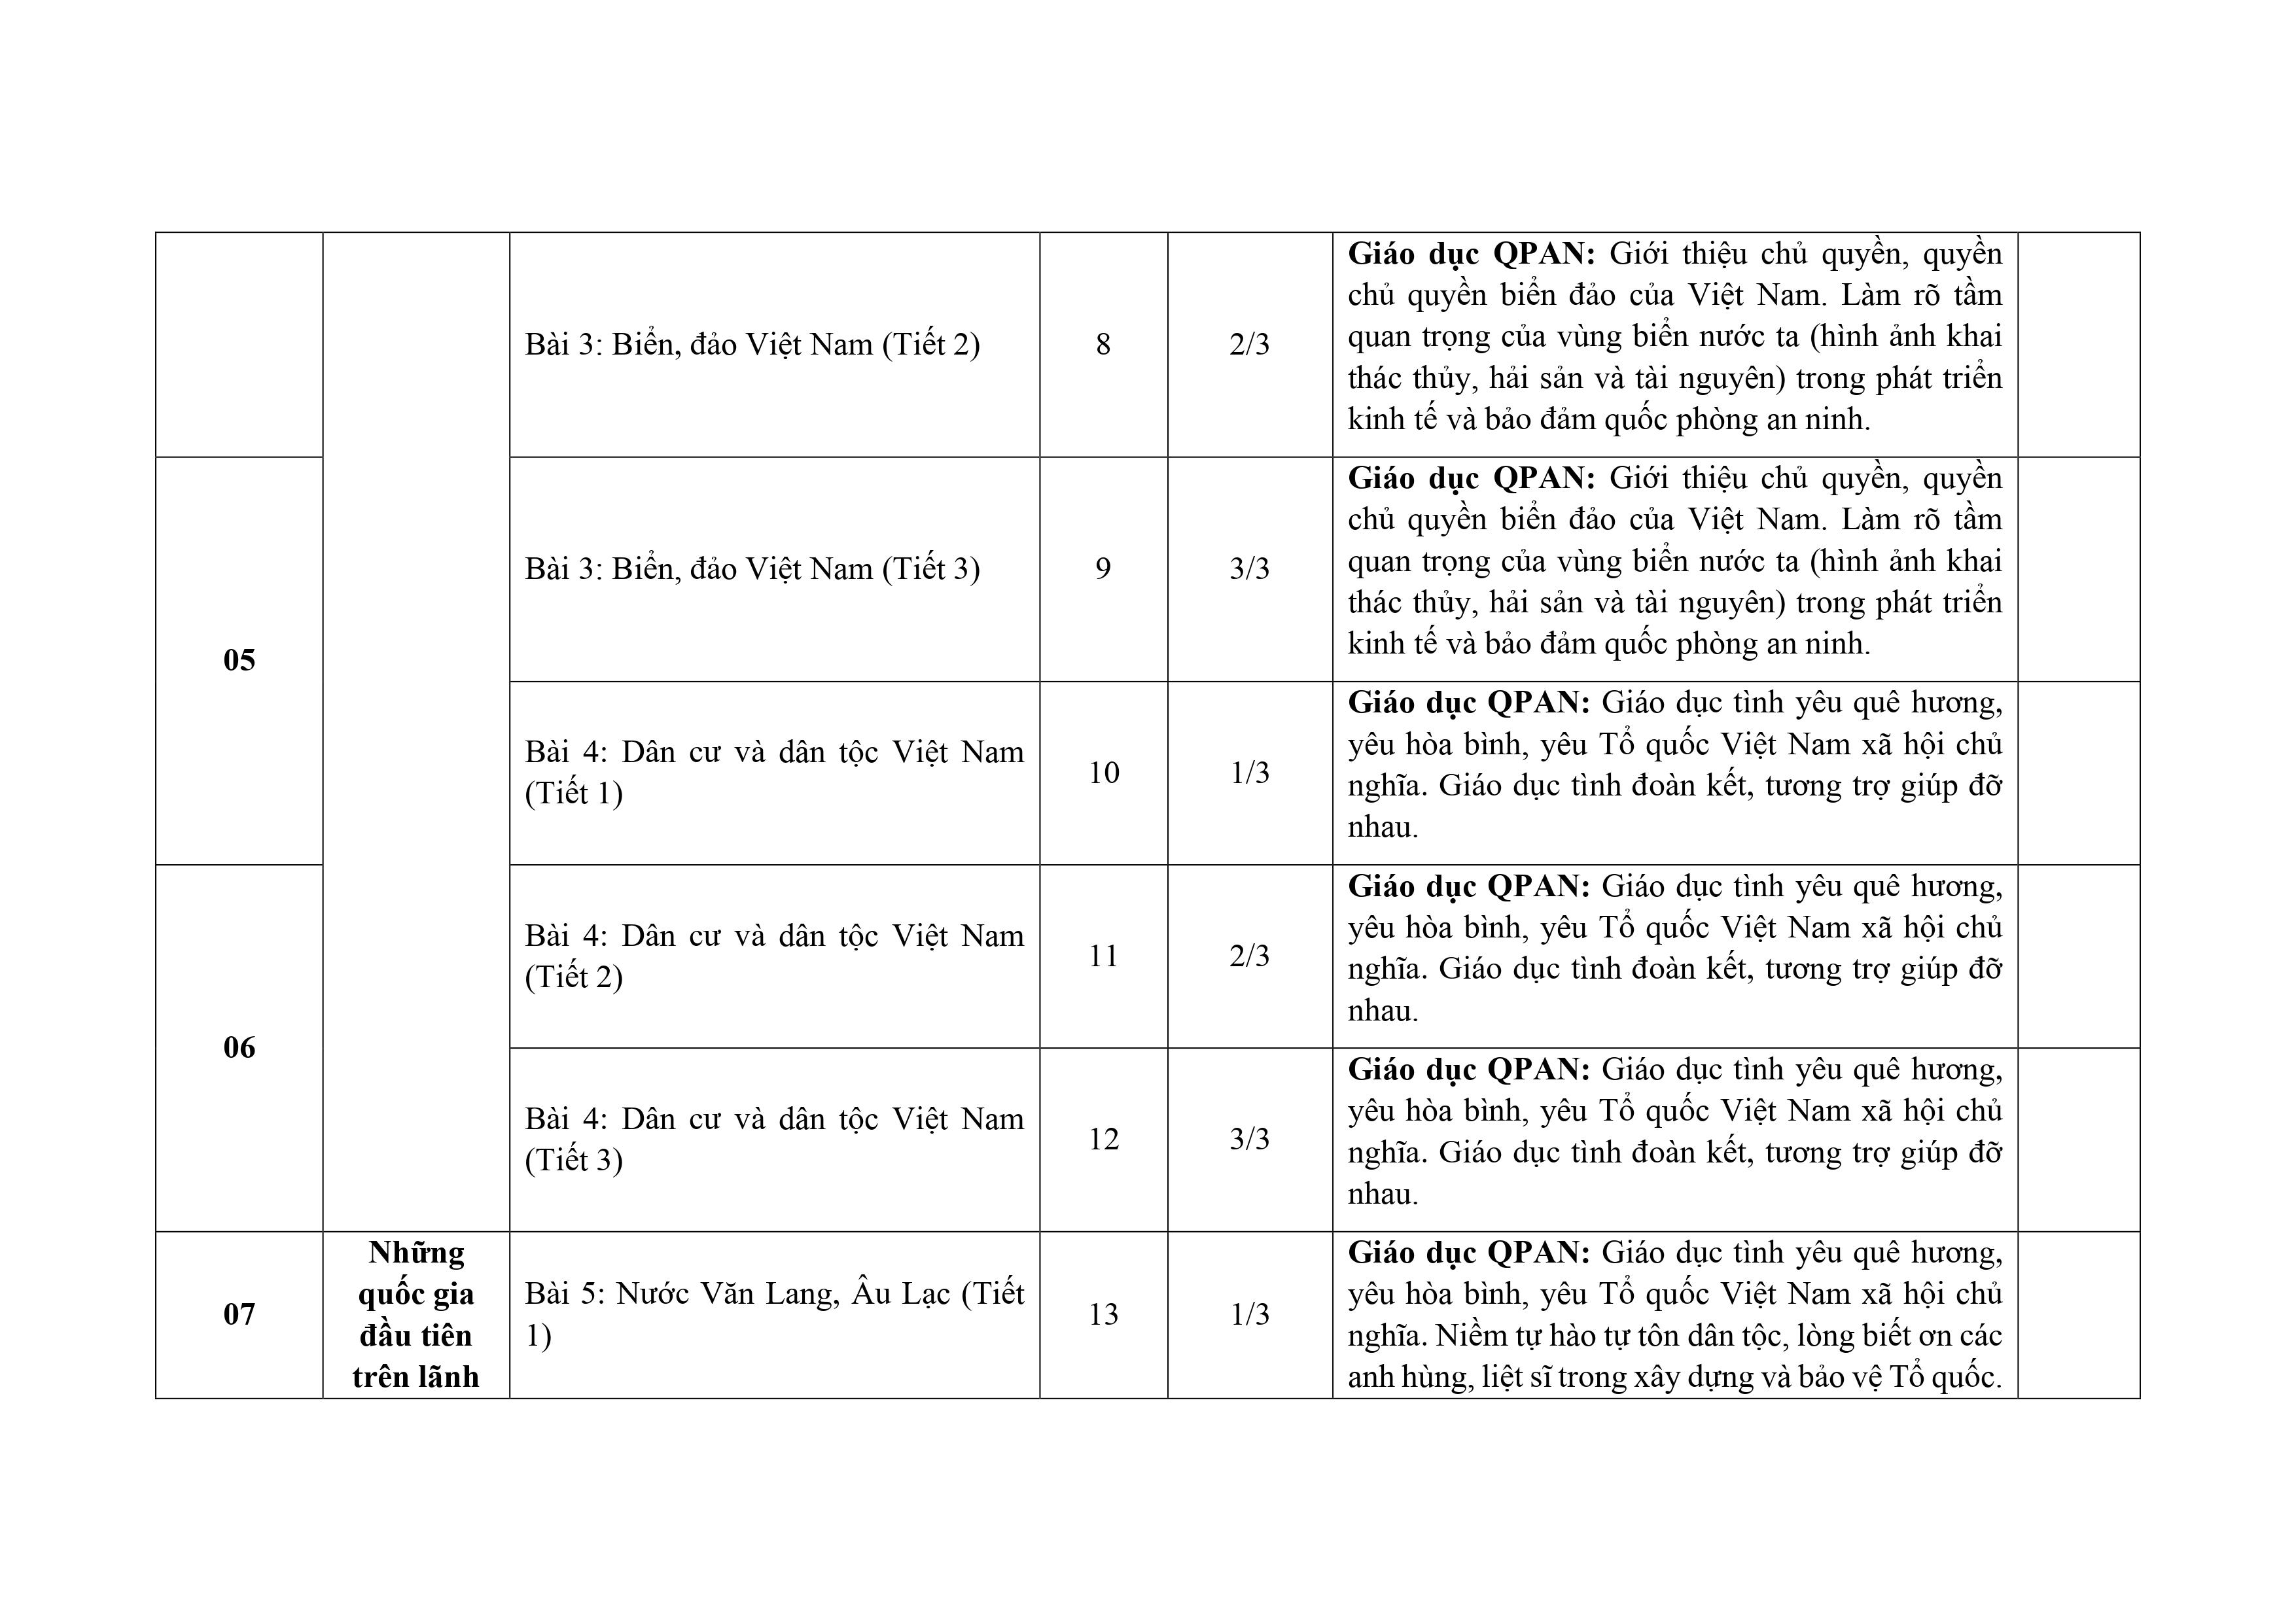 Bài 3: Biển, đảo Việt Nam (Tiết 2)
8
2/3
Giáo dục QPAN: Giới thiệu chủ quyền, quyền
chủ quyền biển đảo của Việt Nam. Làm rõ tầm
quan trọng của vùng biển nước ta (hình ảnh khai
thác thủy, hải sản và tài nguyên) trong phát triển
kinh tế và bảo đảm quốc phòng an ninh.
05
Bài 3: Biển, đảo Việt Nam (Tiết 3)
9
3/3
Giáo dục QPAN: Giới thiệu chủ quyền, quyền
chủ quyền biển đảo của Việt Nam. Làm rõ tầm
quan trọng của vùng biển nước ta (hình ảnh khai
thác thủy, hải sản và tài nguyên) trong phát triển
kinh tế và bảo đảm quốc phòng an ninh.
Bài 4: Dân cư và dân tộc Việt Nam
(Tiết 1)
10
1/3
Giáo dục QPAN: Giáo dục tình yêu quê hương,
yêu hòa bình, yêu Tổ quốc Việt Nam xã hội chủ
nghĩa. Giáo dục tình đoàn kết, tương trợ giúp đỡ
nhau.
06
Bài 4: Dân cư và dân tộc Việt Nam
(Tiết 2)
11
2/3
Giáo dục QPAN: Giáo dục tình yêu quê hương,
yêu hòa bình, yêu Tổ quốc Việt Nam xã hội chủ
nghĩa. Giáo dục tình đoàn kết, tương trợ giúp đỡ
nhau.
Bài 4: Dân cư và dân tộc Việt Nam
(Tiết 3)
12
3/3
Giáo dục QPAN: Giáo dục tình yêu quê hương,
yêu hòa bình, yêu Tổ quốc Việt Nam xã hội chủ
nghĩa. Giáo dục tình đoàn kết, tương trợ giúp đỡ
nhau.
07
Những
quốc gia
đầu tiên
trên lãnh
Bài 5: Nước Văn Lang, Âu Lạc (Tiết
1)
13
1/3
Giáo dục QPAN: Giáo dục tình yêu quê hương,
yêu hòa bình, yêu Tổ quốc Việt Nam xã hội chủ
nghĩa. Niềm tự hào tự tôn dân tộc, lòng biết ơn các
anh hùng, liệt sĩ trong xây dựng và bảo vệ Tổ quốc.